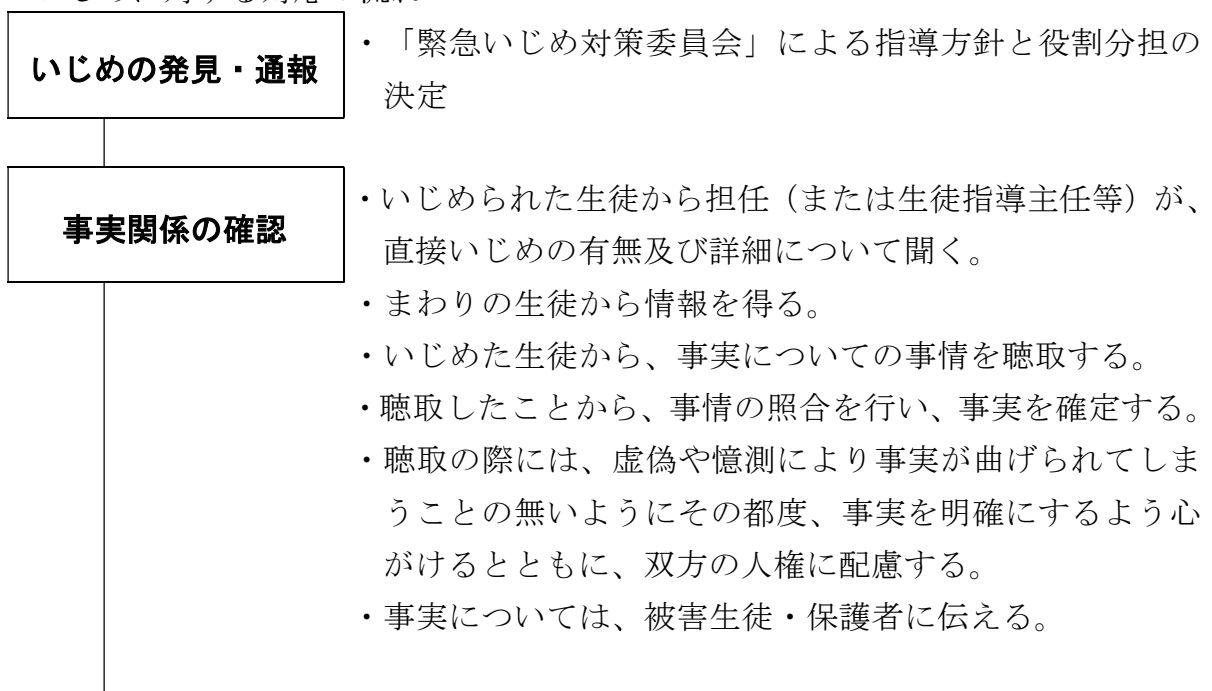 いじめの発見・通報
・「緊急いじめ対策委員会」による指導方針と役割分担の
決定
事実関係の確認
・いじめられた生徒から担任（または生徒指導主任等）が、
直接いじめの有無及び詳細について聞く。
・まわりの生徒から情報を得る。
・いじめた生徒から、事実についての事情を聴取する。
・聴取したことから、事情の照合を行い、事実を確定する。
・聴取の際には、虚偽や憶測により事実が曲げられてしま
うことの無いようにその都度、事実を明確にするよう心
がけるとともに、双方の人権に配慮する。
・事実については、被害生徒・保護者に伝える。